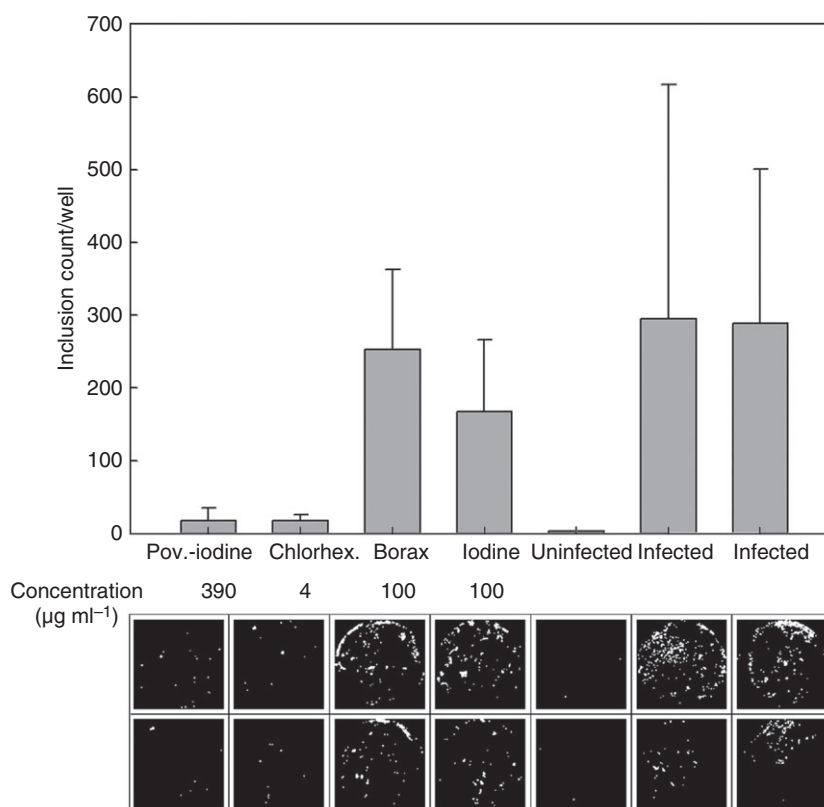 700
600
500
400
300
200
100
0
Inclusion count/well
Pov.-iodine Chlorhex. Borax Iodine Uninfected Infected Infected
Concentration 390 4 100 100
(µg ml⁻¹)